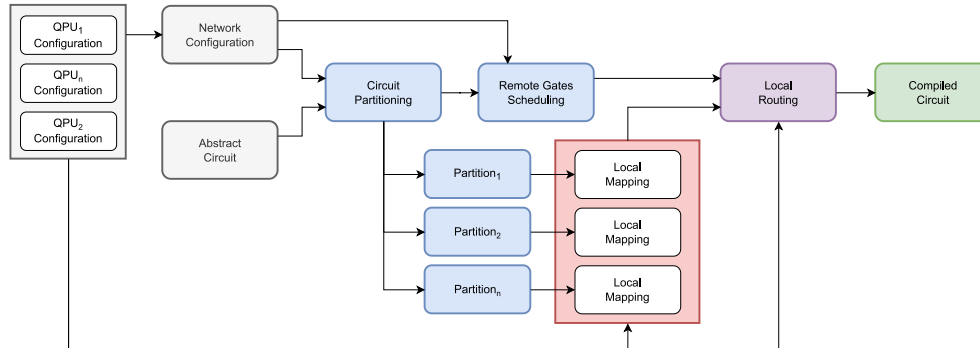 QPU₁
Configuration
QPUₙ
Configuration
QPU₂
Configuration
Network
Configuration
Abstract
Circuit
Circuit
Partitioning
Remote Gates
Scheduling
Local
Routing
Compiled
Circuit
Partition₁
Local
Mapping
Partition₂
Local
Mapping
Partitionₙ
Local
Mapping